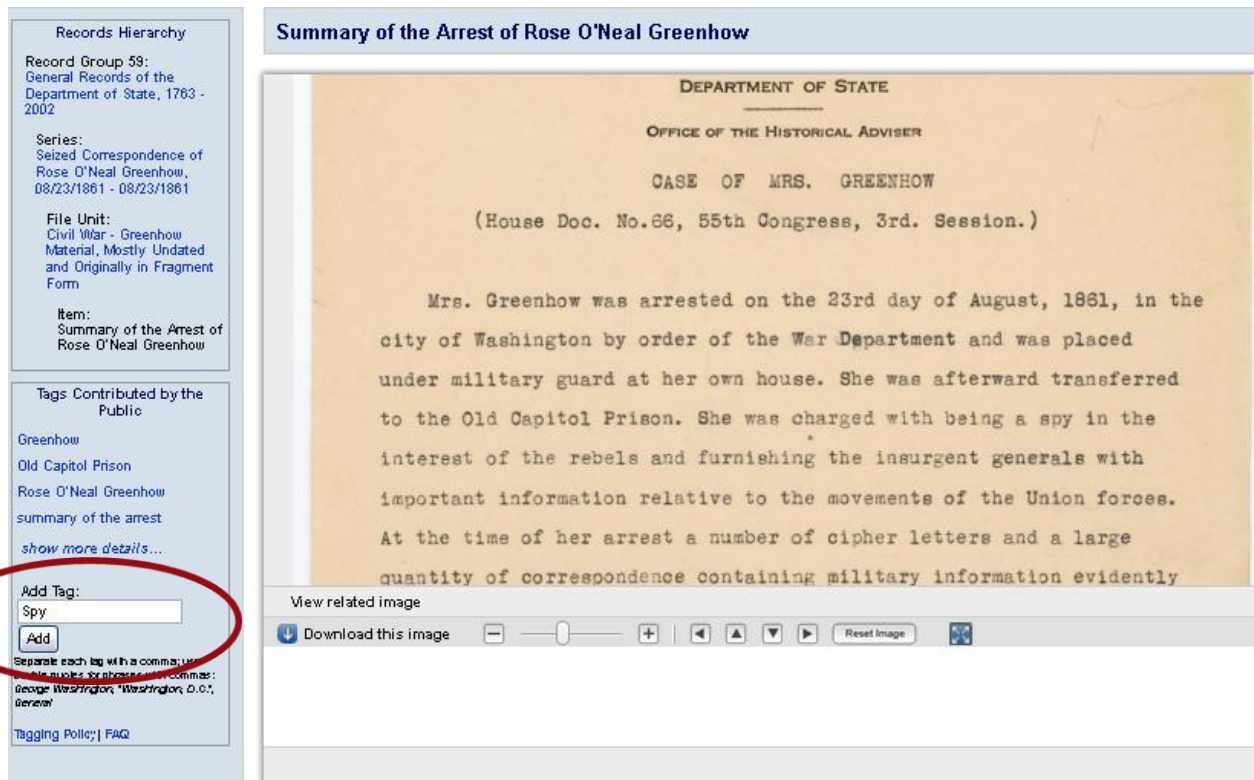 Records Hierarchy
Record Group 59:
General Records of the
Department of State, 1763 -
2002
Series:
Seized Correspondence of
Rose O'Neal Greenhow,
08/23/1861 - 08/23/1861
File Unit:
Civil War - Greenhow
Material, Mostly Undated
and Originally in Fragment
Form
Item:
Summary of the Arrest of
Rose O'Neal Greenhow
Tags Contributed by the
Public
Greenhow
Old Capitol Prison
Rose O'Neal Greenhow
summary of the arrest
show more details...
Add Tag:
Spy
Add
Separate each tag with a comma; use
double quotes for phrases with commas:
George Washington, "Washington, D.C.",
General
Tagging Policy | FAQ
Summary of the Arrest of Rose O'Neal Greenhow
DEPARTMENT OF STATE
OFFICE OF THE HISTORICAL ADVISER
CASE OF MRS. GREENHOW
(House Doc. No.66, 55th Congress, 3rd. Session.)
Mrs. Greenhow was arrested on the 23rd day of August, 1861, in the
city of Washington by order of the War Department and was placed
under military guard at her own house. She was afterward transferred
to the Old Capitol Prison. She was charged with being a spy in the
interest of the rebels and furnishing the insurgent generals with
important information relative to the movements of the Union forces.
At the time of her arrest a number of cipher letters and a large
quantity of correspondence containing military information evidently
View related image
Download this image
Reset Image